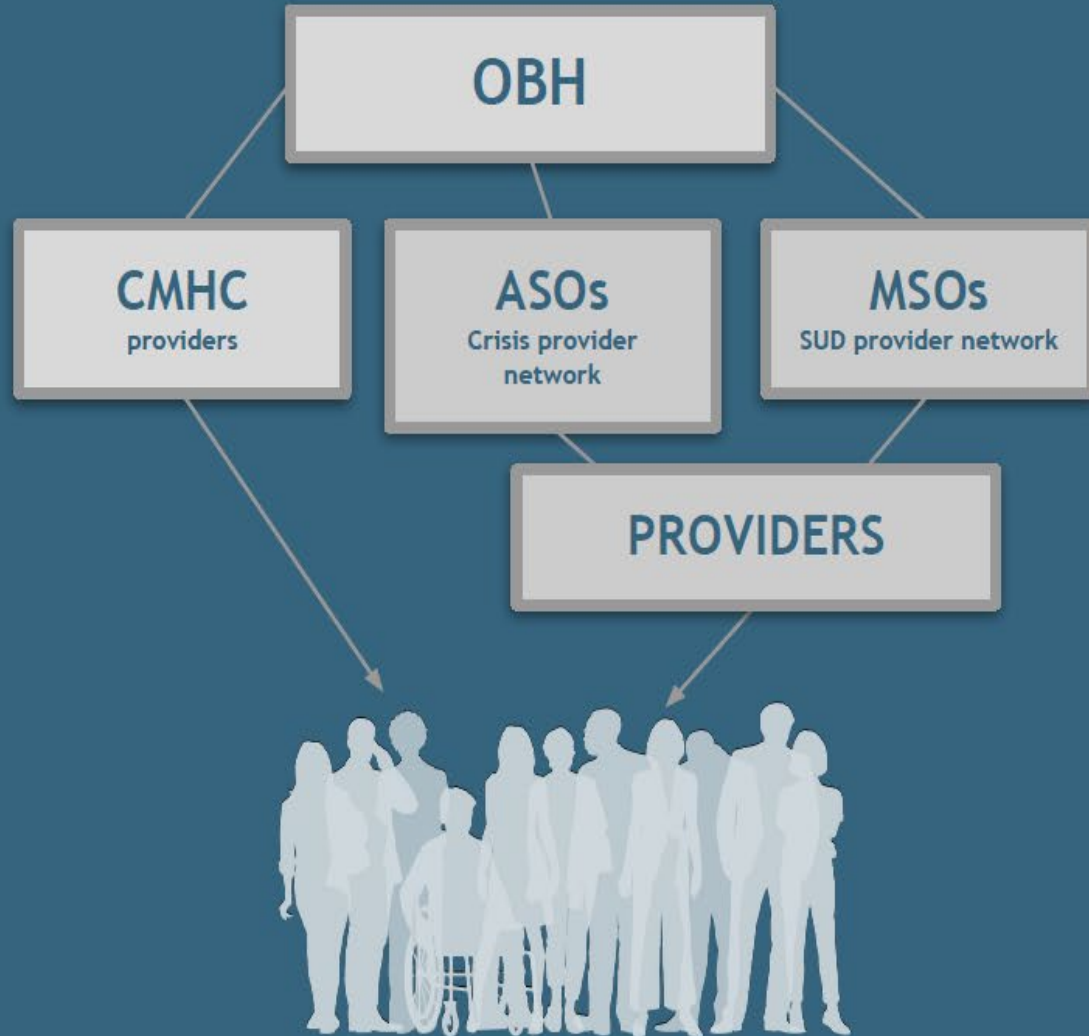 OBH
CMHC
providers
ASOs
Crisis provider
network
MSOs
SUD provider network
PROVIDERS